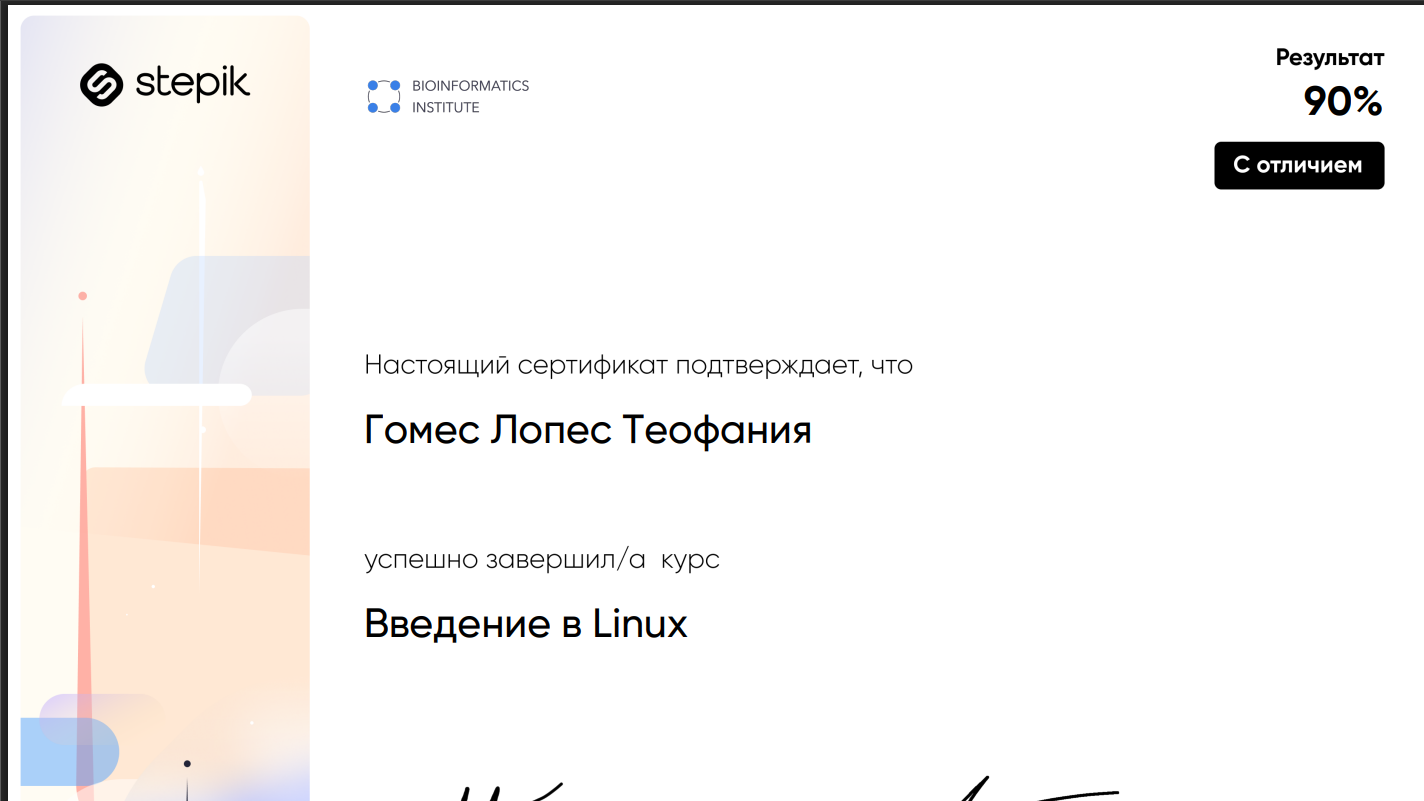 stepik
BIOINFORMATICS
INSTITUTE
Результат
90%
С отличием
Настоящий сертификат подтверждает, что
Гомес Лопес Теофания
успешно завершил/а  курс
Введение в Linux